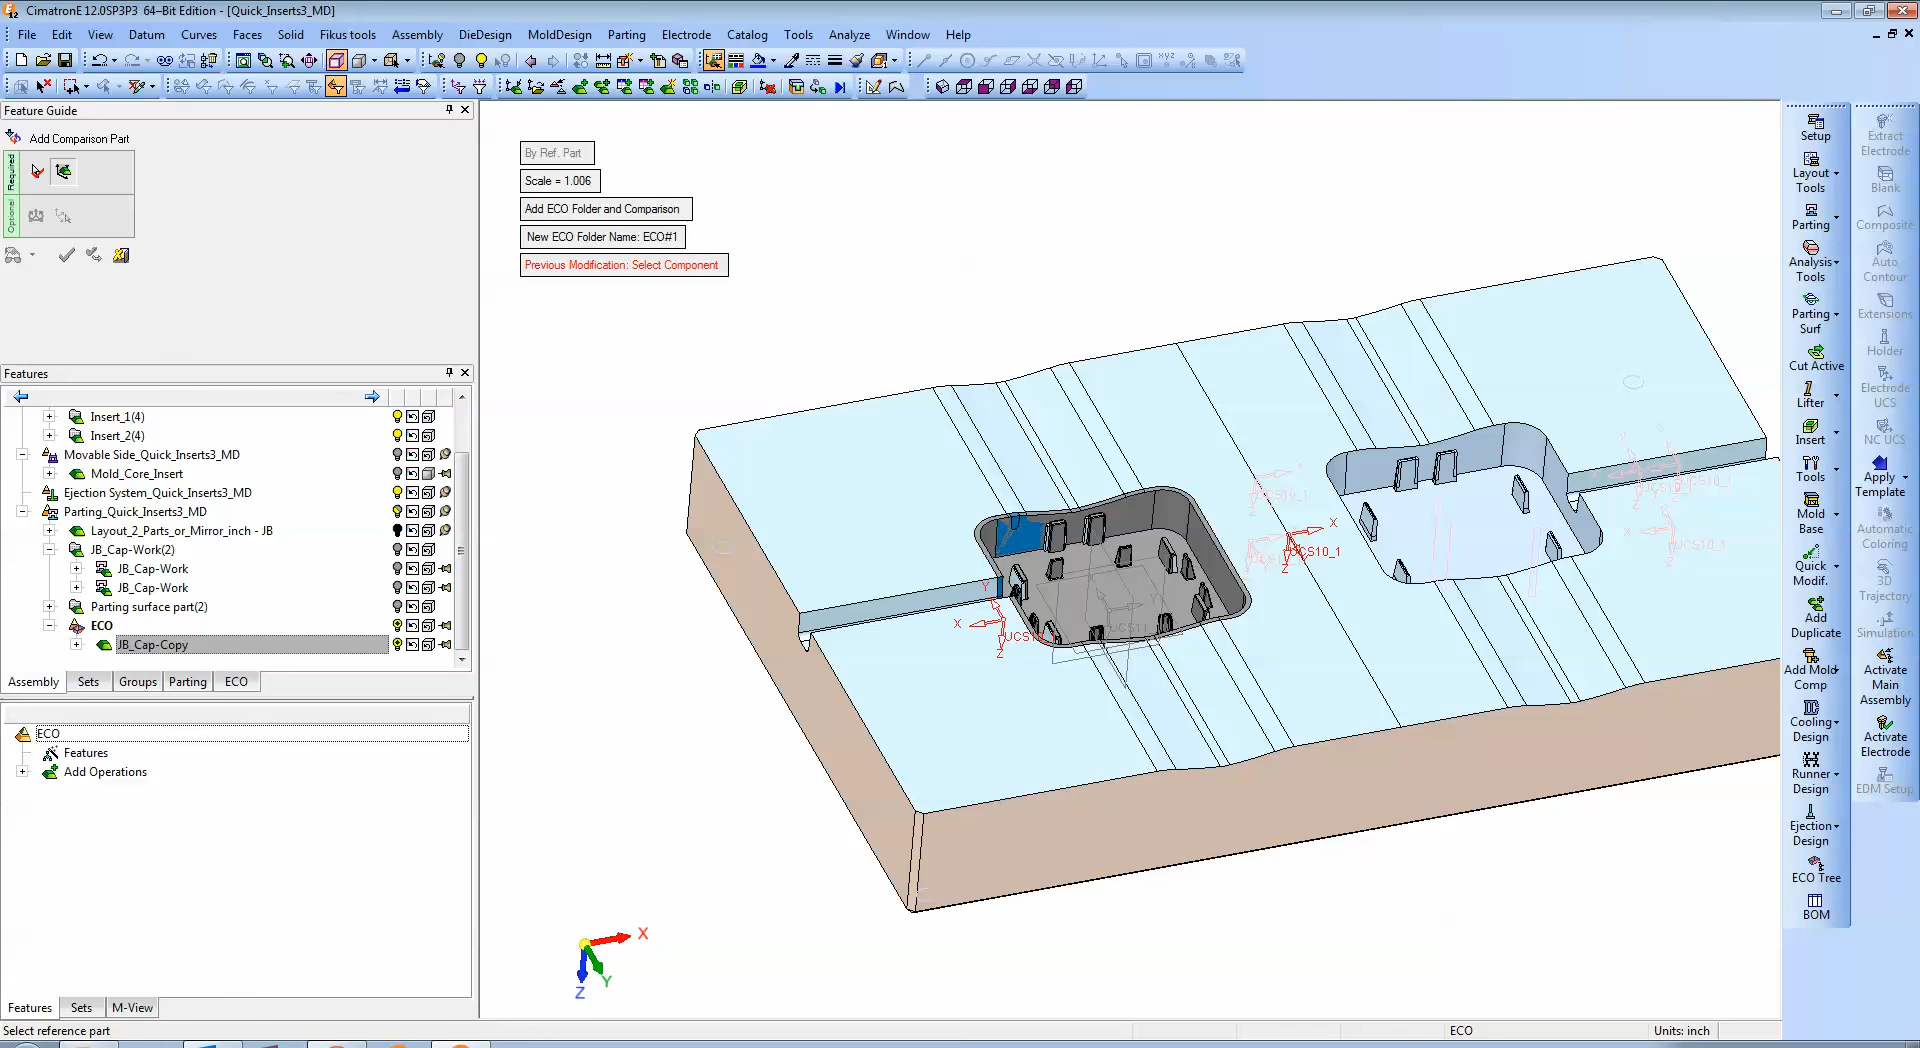 CimatronE 12.0SP3P3 64-Bit Edition - [Quick_Inserts3_MD]
File Edit View Datum Curves Faces Solid Fikus tools Assembly DieDesign MoldDesign Parting Electrode Catalog Tools Analyze Window Help
Feature Guide
Add Comparison Part
Required
Optional
Features
Insert_1(4)
Insert_2(4)
Movable Side_Quick_Inserts3_MD
Mold_Core_Insert
Ejection System_Quick_Inserts3_MD
Parting_Quick_Inserts3_MD
Layout_2_Parts_or_Mirror_inch - JB
JB_Cap-Work(2)
JB_Cap-Work
JB_Cap-Work
Parting surface part(2)
ECO
JB_Cap-Copy
Assembly Sets Groups Parting ECO
ECO
Features
Add Operations
Features Sets M-View
Select reference part
By Ref. Part
Scale = 1.006
Add ECO Folder and Comparison
New ECO Folder Name: ECO#1
Previous Modification: Select Component
X
UCS10_1
Z
Y
X
Z
X
Y
Z
ECO
Units: inch
Setup
Layout
Tools
Parting
Analysis
Tools
Parting
Surf
Cut Active
Lifter
Insert
Tools
Mold
Base
Quick
Modif.
Add
Duplicate
Add Mold
Comp
Cooling
Design
Runner
Design
Ejection
Design
ECO Tree
BOM
Extract
Electrode
Blank
Composite
Auto
Contour
Extensions
Holder
Electrode
UCS
NC UCS
Apply
Template
Automatic
Coloring
3D
Trajectory
Simulation
Activate
Main
Assembly
Activate
Electrode
EDM Setup